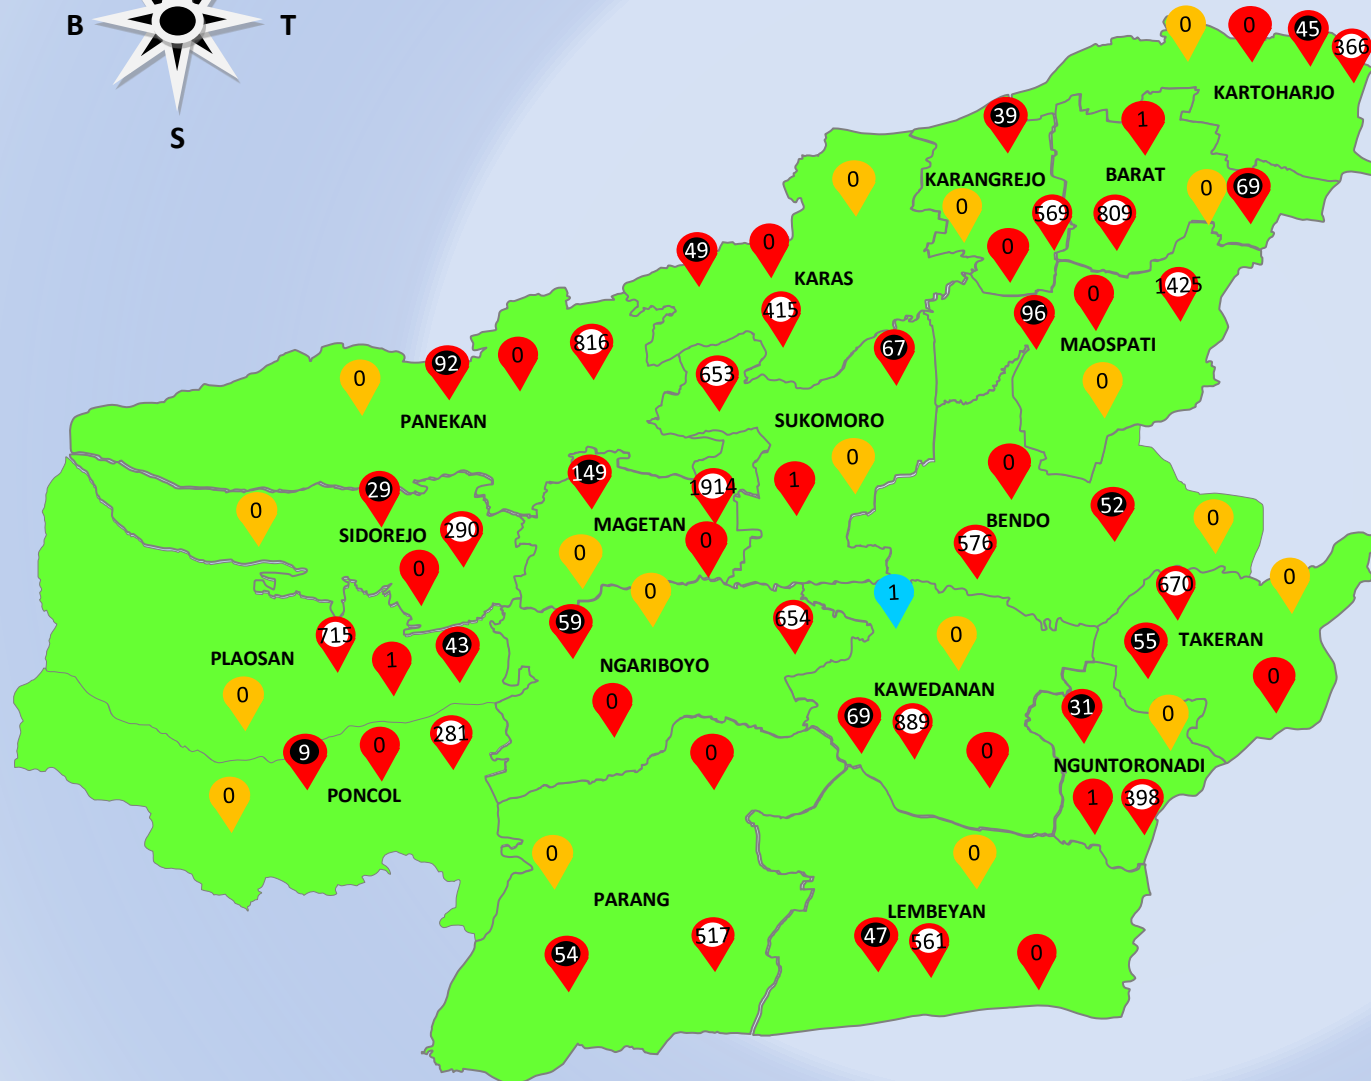 B T
S
0 0 45 366
KARTOHARJO
39 1
KARANGREJO BARAT
0 0 0 69
569 809
49 0 0
KARAS 1425
415 96 0
MAOSPATI
816 67
92 0 653 0
0
PANEKAN SUKOMORO
149 0 0
29 1914 1
0 MAGETAN BENDO 52 0
SIDOREJO 290 576
0 0 0
0 670 0
59 654 1
715 43 0 55 TAKERAN
PLAOSAN 1 NGARIBOYO
0 0 KAWEDANAN 0
281 69 889 31 0
9 0 0 0
NGUNTORONADI
0 PONCOL 1 398
0 0
PARANG LEMBEYAN
517 47 561
54 0